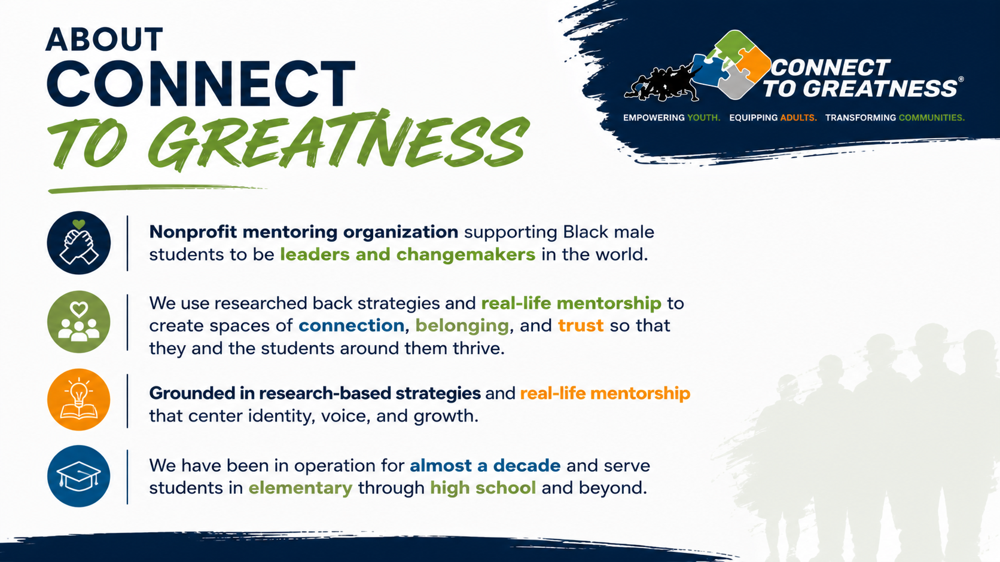 ABOUT
CONNECT
TO GREATNESS
CONNECT
TO GREATNESS®
EMPOWERING YOUTH. EQUIPPING ADULTS. TRANSFORMING COMMUNITIES.
Nonprofit mentoring organization supporting Black male
students to be leaders and changemakers in the world.
We use researched back strategies and real-life mentorship to
create spaces of connection, belonging, and trust so that
they and the students around them thrive.
Grounded in research-based strategies and real-life mentorship
that center identity, voice, and growth.
We have been in operation for almost a decade and serve
students in elementary through high school and beyond.